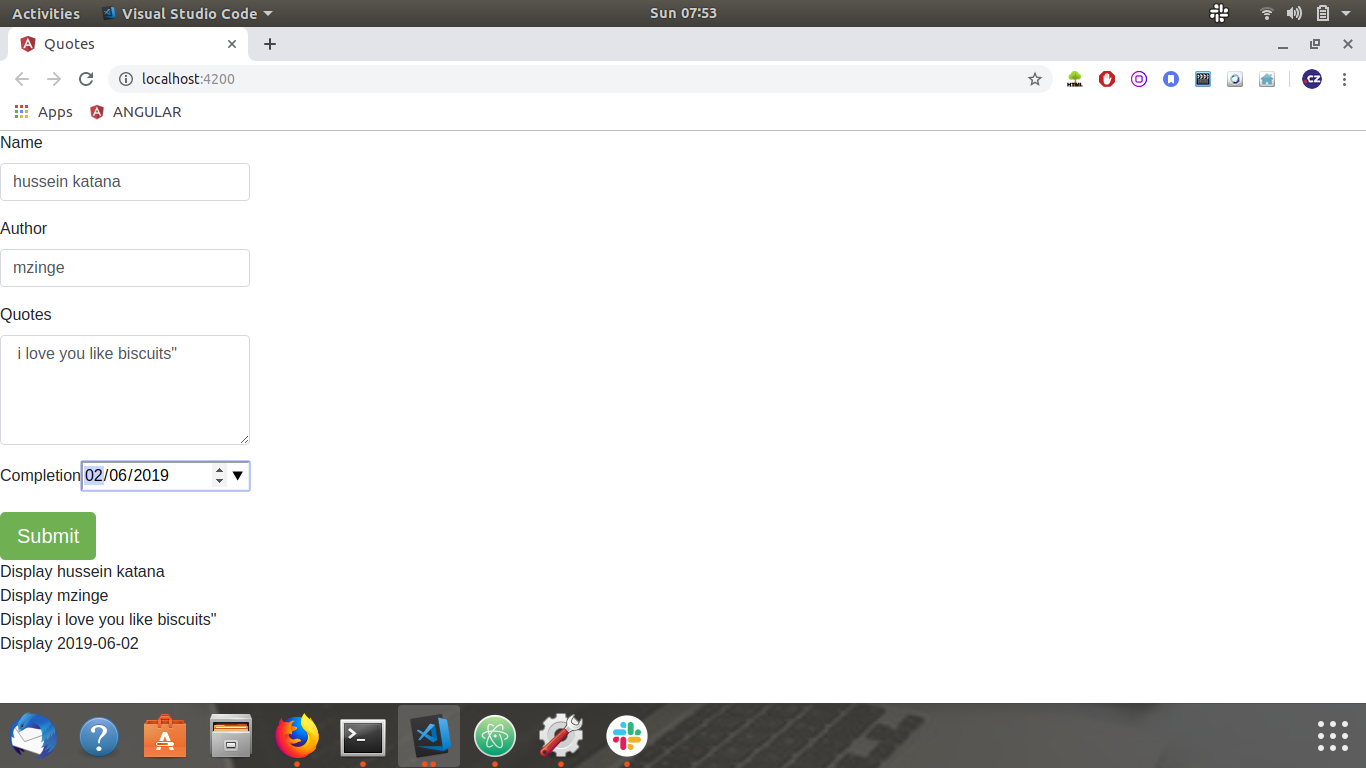 Activities Visual Studio Code Sun 07:53
Quotes
localhost:4200
HTML
CZ
Apps ANGULAR
Name
hussein katana
Author
mzinge
Quotes
i love you like biscuits"
Completion 02/06/2019
Submit
Display hussein katana
Display mzinge
Display i love you like biscuits"
Display 2019-06-02